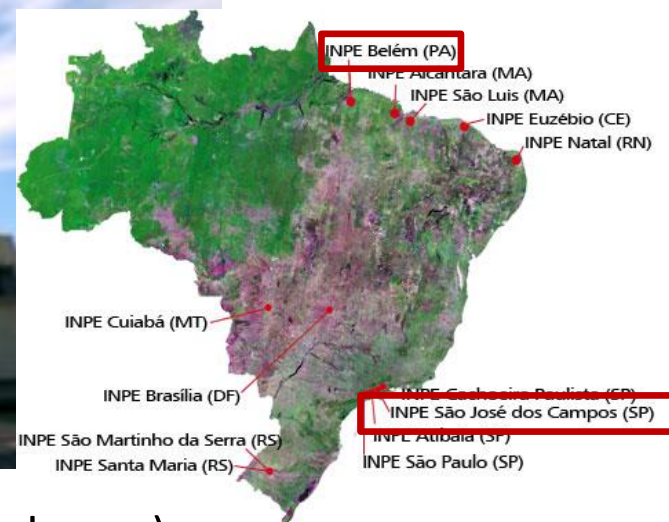 INPE Belém (PA)
INPE Alcântara (MA)
INPE São Luis (MA)
INPE Euzébio (CE)
INPE Natal (RN)
INPE Cuiabá (MT)
INPE Brasília (DF)
INPE Cachoeira Paulista (SP)
INPE São José dos Campos (SP)
INPE Atibaia (SP)
INPE São Martinho da Serra (RS)
INPE Santa Maria (RS)
INPE São Paulo (SP)